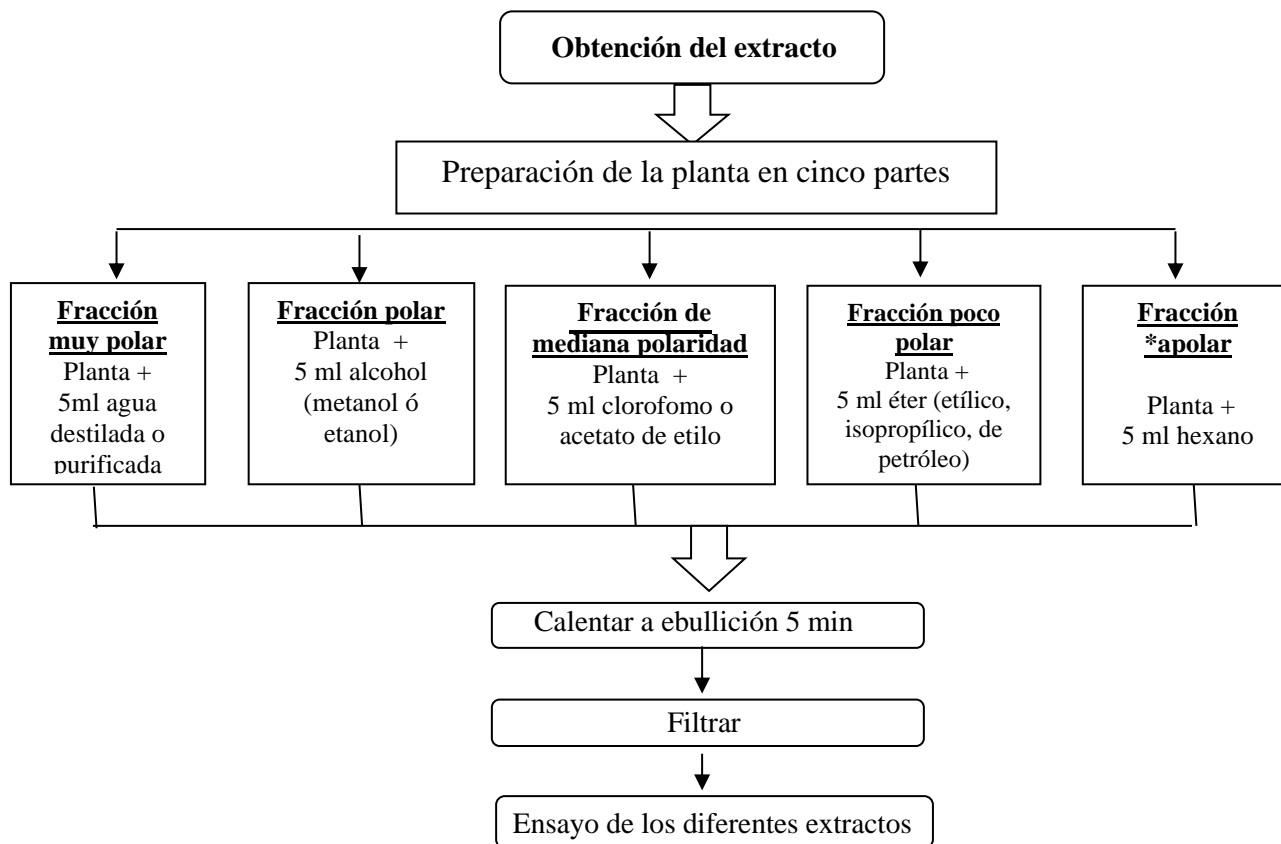 Obtención del extracto
Preparación de la planta en cinco partes
Fracción
muy polar
Planta +
5ml agua
destilada o
purificada
Fracción polar
Planta +
5 ml alcohol
(metanol ó
etanol)
Fracción de
mediana polaridad
Planta +
5 ml clorofomo o
acetato de etilo
Fracción poco
polar
Planta +
5 ml éter (etílico,
isopropílico, de
petróleo)
Fracción
*apolar
Planta +
5 ml hexano
Calentar a ebullición 5 min
Filtrar
Ensayo de los diferentes extractos